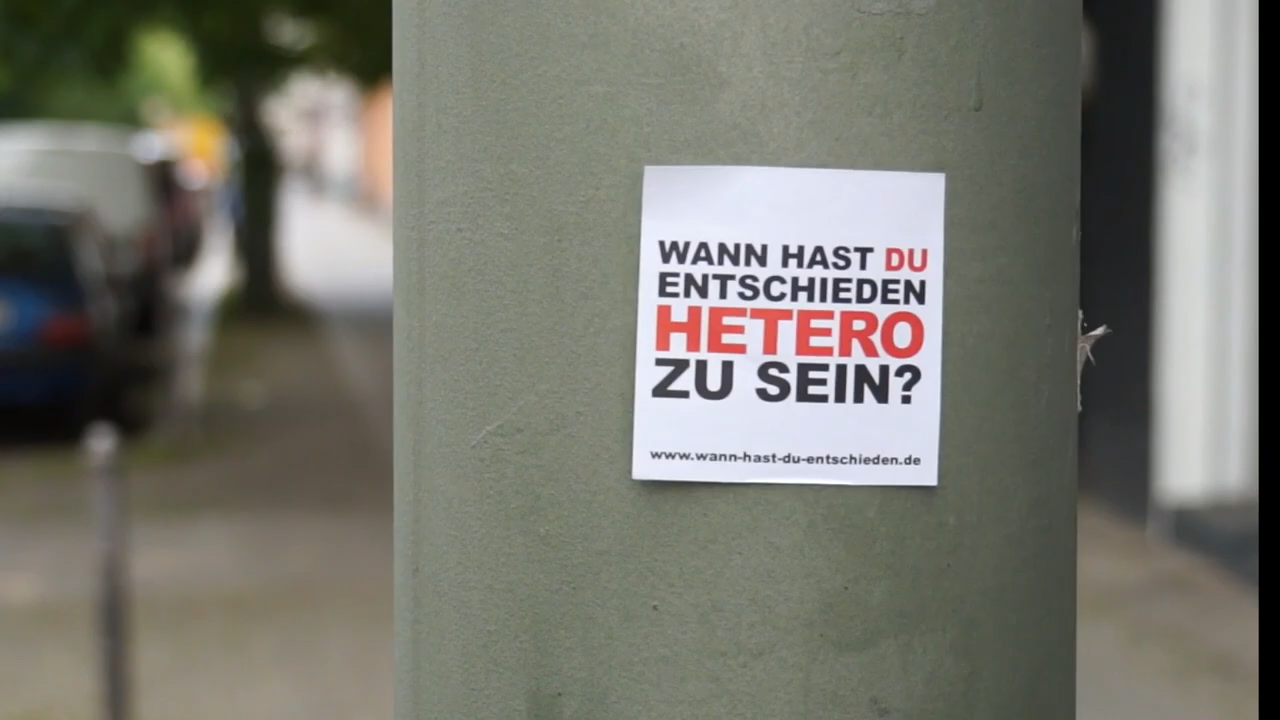 WANN HAST DU
ENTSCHIEDEN
HETERO
ZU SEIN?
www.wann-hast-du-entschieden.de